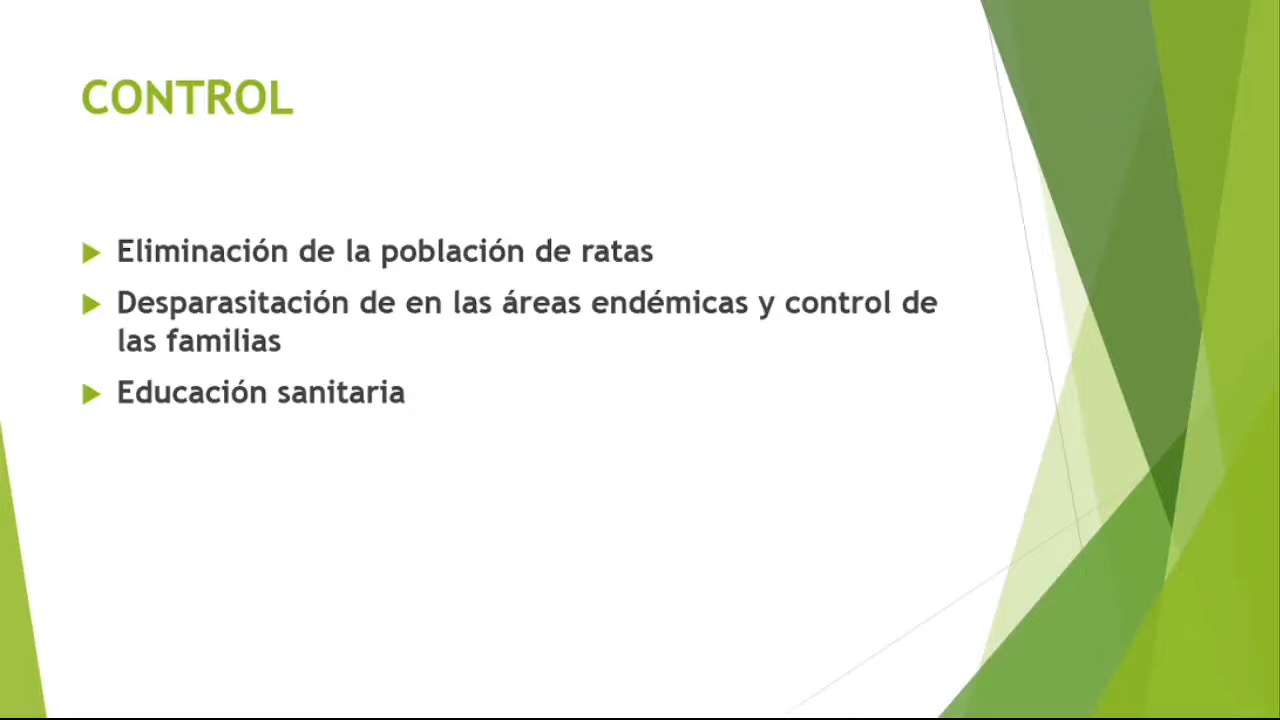 CONTROL
Eliminación de la población de ratas
Desparasitación de en las áreas endémicas y control de
las familias
Educación sanitaria